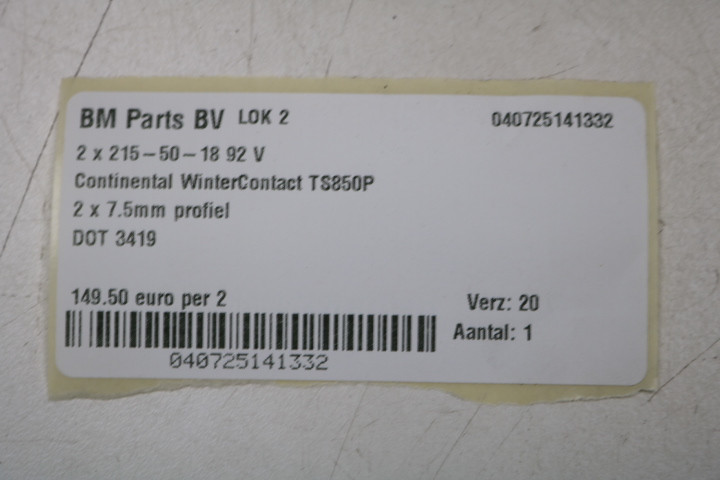 BM Parts BV LOK 2 040725141332
2 x 215-50-18 92 V
Continental WinterContact TS850P
2 x 7.5mm profiel
DOT 3419
149.50 euro per 2 Verz: 20
Aantal: 1
040725141332